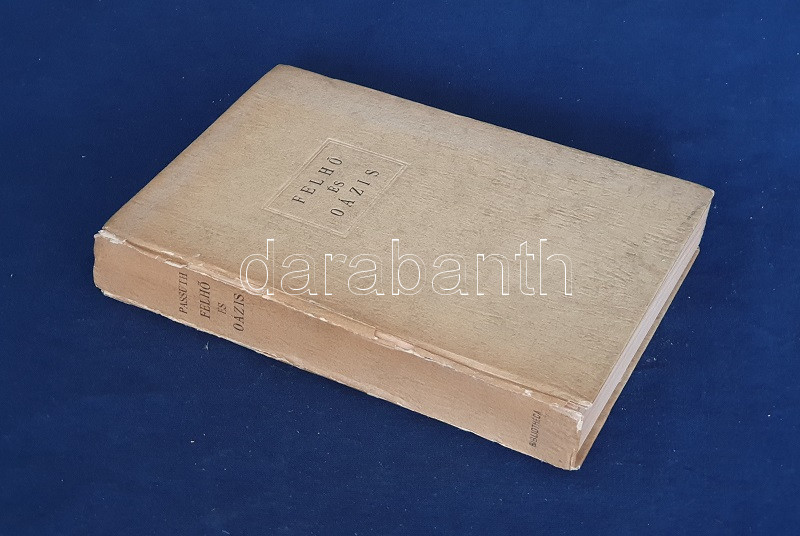 FELHŐ
ÉS
OÁZIS
PASSUTH
FELHŐ
ÉS
OÁZIS
BIBLIOTHECA
darabanth